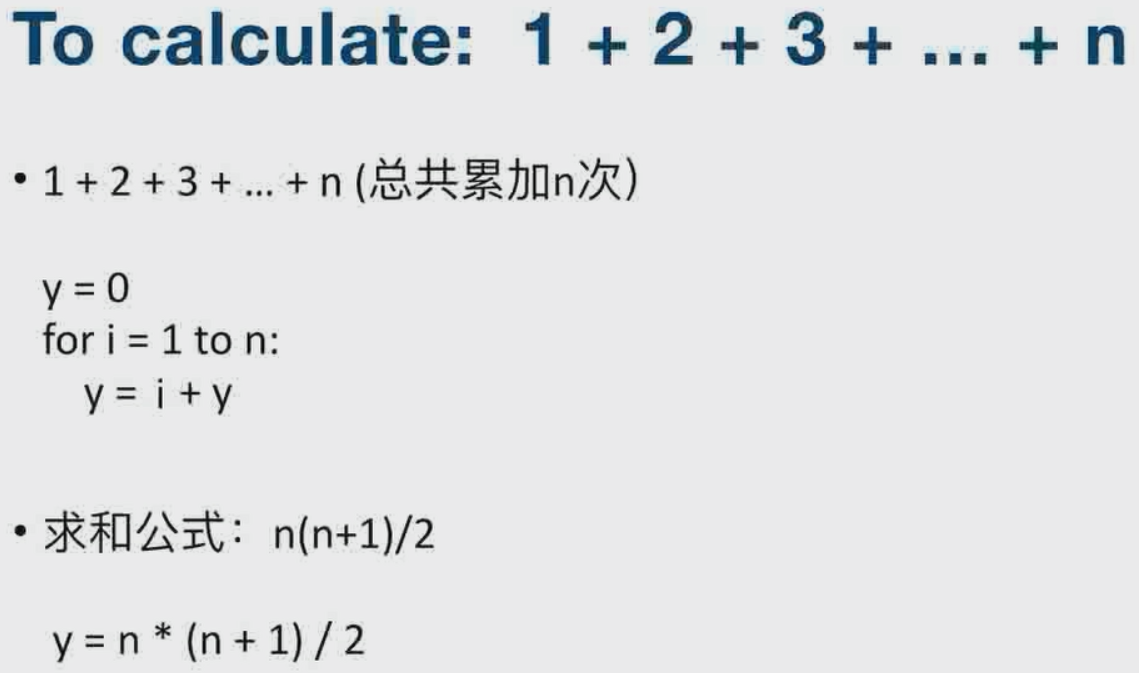 To calculate: 1 + 2 + 3 + ... + n
• 1 + 2 + 3 + ... + n (总共累加n次)
y = 0
for i = 1 to n:
y = i + y
• 求和公式：n(n+1)/2
y = n * (n + 1) / 2